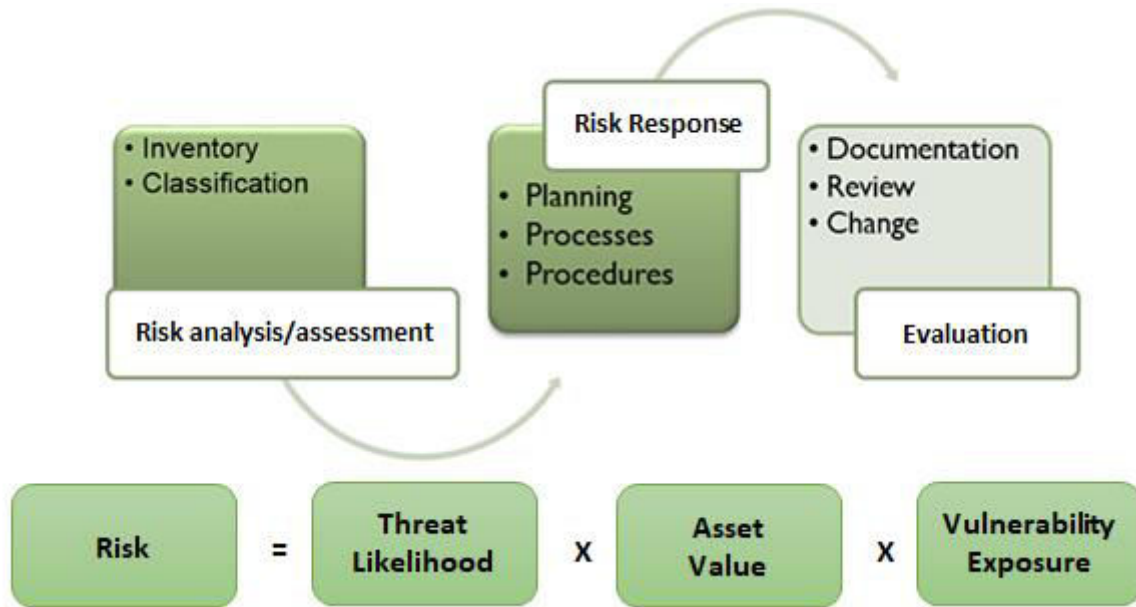 • Inventory
• Classification
Risk analysis/assessment
Risk Response
• Planning
• Processes
• Procedures
• Documentation
• Review
• Change
Evaluation
Risk
=
Threat
Likelihood
X
Asset
Value
X
Vulnerability
Exposure